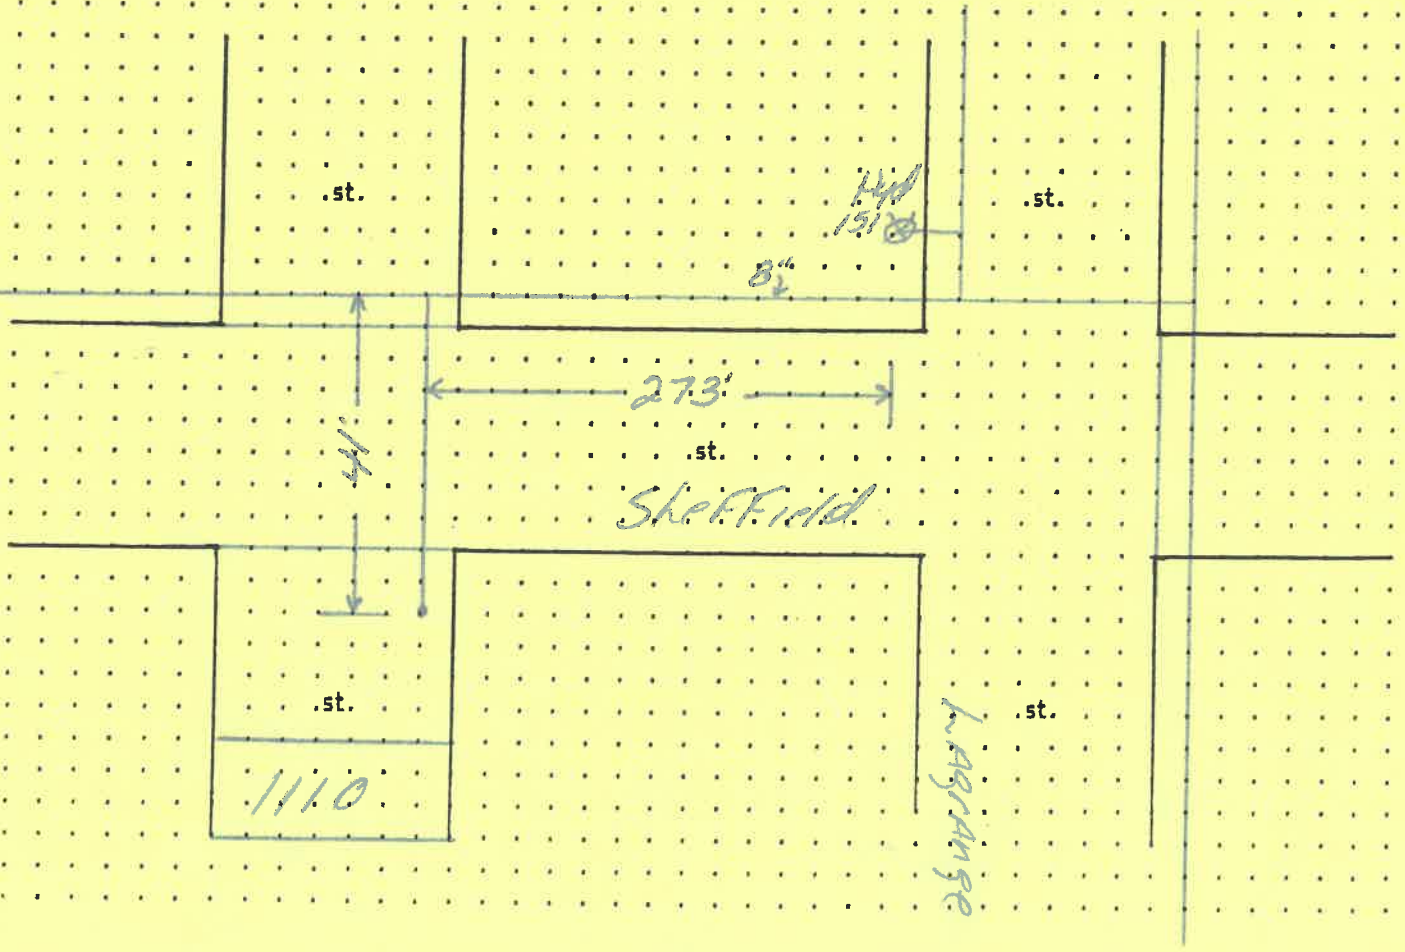 .st.
Hyd
151
.st.
8"
273'
41'
.st.
Sheffield
.st.
.st.
1110
Lagrange